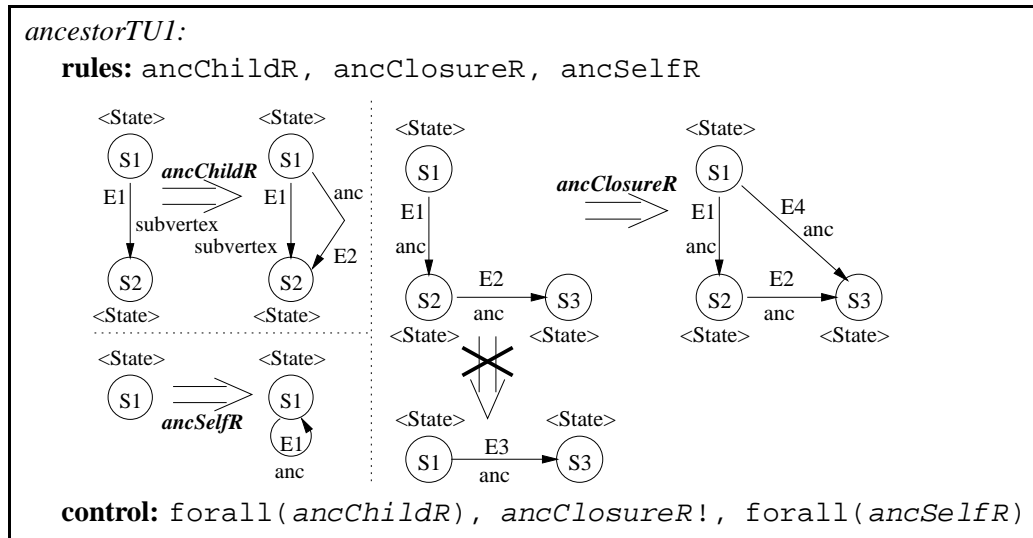 ancestorTU1:
rules: ancChildR, ancClosureR, ancSelfR
<State> <State>
S1 S1
ancChildR
E1 E1 anc
subvertex subvertex
E2
S2 S2
<State> <State>
<State> <State>
S1 S1
ancSelfR
E1
anc
<State> <State>
S1 S1
ancClosureR
E1 E1 E4
anc anc anc
E2 E2
S2 S3 S2 S3
anc anc
<State> <State> <State> <State>
<State> <State>
E3
S1 S3
anc
control: forall(ancChildR), ancClosureR!, forall(ancSelfR)